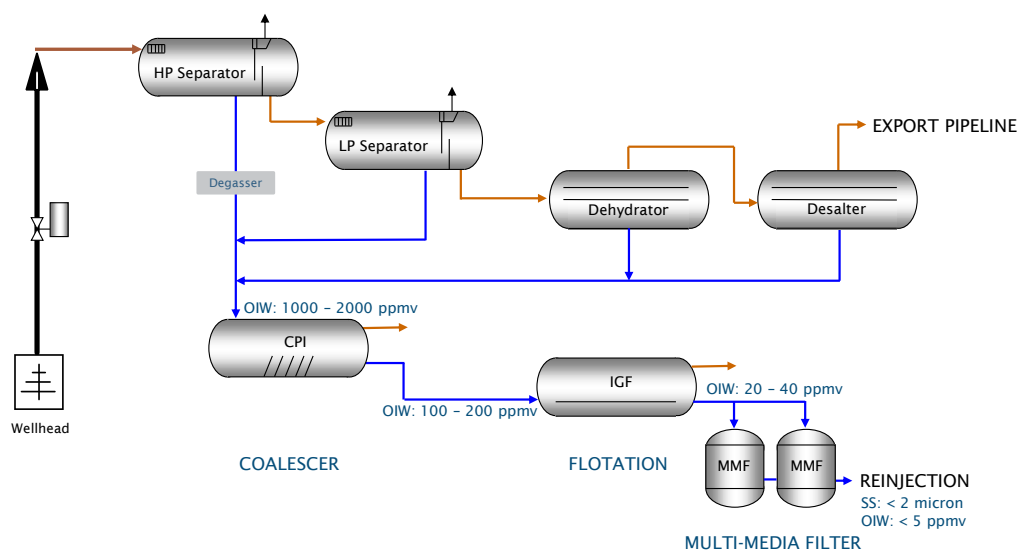 HP Separator
LP Separator
EXPORT PIPELINE
Degasser
Dehydrator
Desalter
OIW: 1000 – 2000 ppmv
CPI
IGF
OIW: 20 – 40 ppmv
OIW: 100 – 200 ppmv
Wellhead
COALESCER
FLOTATION
MMF
MMF
REINJECTION
SS: < 2 micron
OIW: < 5 ppmv
MULTI-MEDIA FILTER